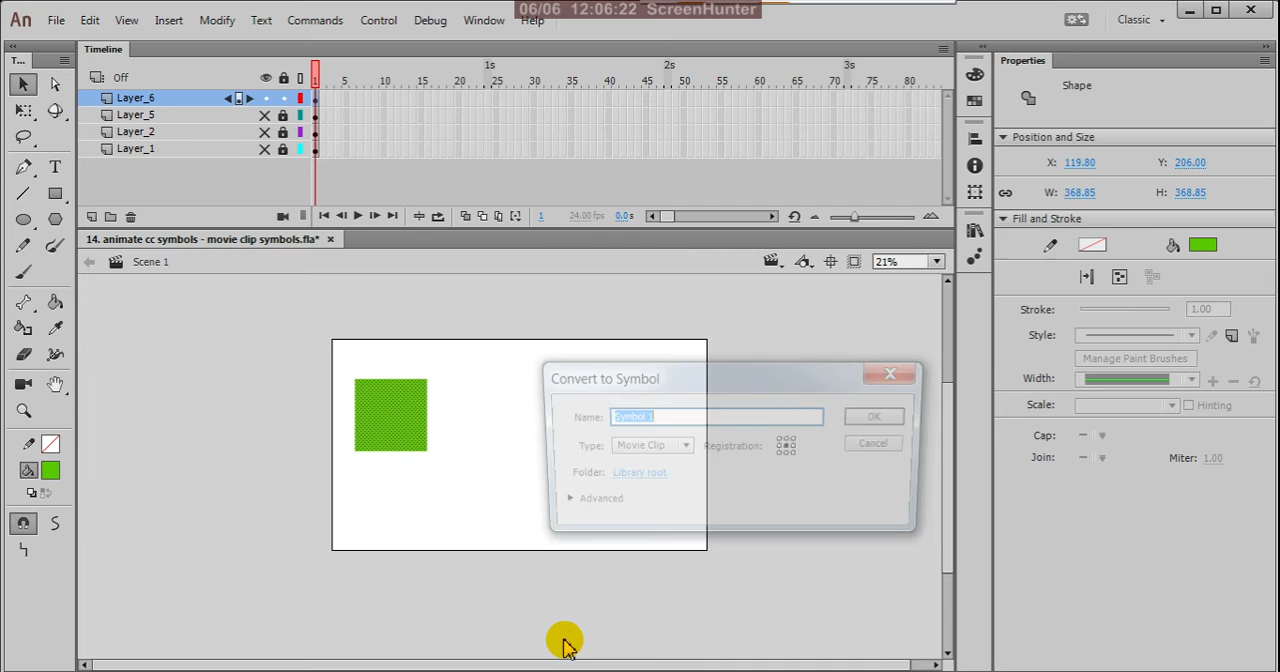 06/06 12:06:22 ScreenHunter
An File Edit View Insert Modify Text Commands Control Debug Window Help Classic
T... Timeline Properties
Off 1s 2s 3s
1 5 10 15 20 25 30 35 40 45 50 55 60 65 70 75 80
Layer_6
Layer_5
Layer_2
Layer_1
1 24.00 fps 0.0 s
14. animate cc symbols - movie clip symbols.fla*
Scene 1 21%
Shape
Position and Size
X: 119.80 Y: 206.00
W: 368.85 H: 368.85
Fill and Stroke
Stroke: 1.00
Style:
Manage Paint Brushes
Width:
Scale: Hinting
Cap:
Join: Miter: 1.00
Convert to Symbol
Name: Symbol 1 OK
Type: Movie Clip Registration: Cancel
Folder: Library root
Advanced